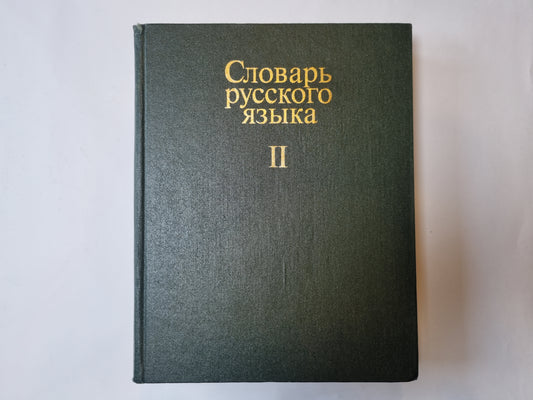 Словарь
русского
языка
II